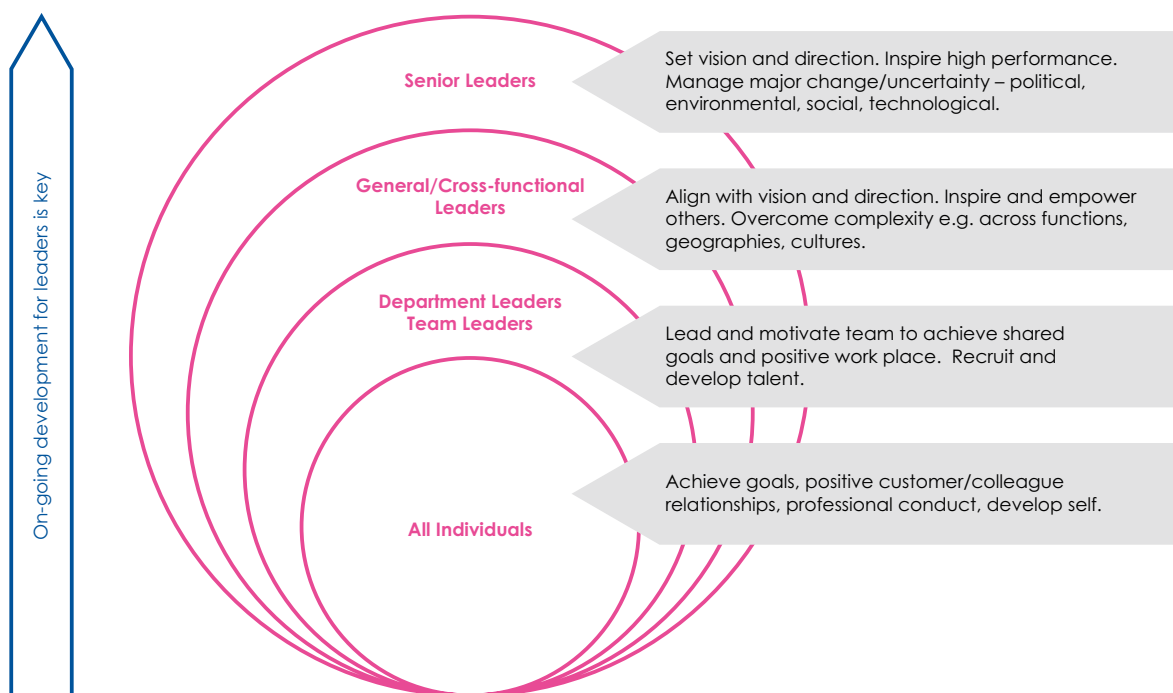 On-going development for leaders is key
Senior Leaders
Set vision and direction. Inspire high performance.
Manage major change/uncertainty – political,
environmental, social, technological.
General/Cross-functional
Leaders
Align with vision and direction. Inspire and empower
others. Overcome complexity e.g. across functions,
geographies, cultures.
Department Leaders
Team Leaders
Lead and motivate team to achieve shared
goals and positive work place.  Recruit and
develop talent.
All Individuals
Achieve goals, positive customer/colleague
relationships, professional conduct, develop self.